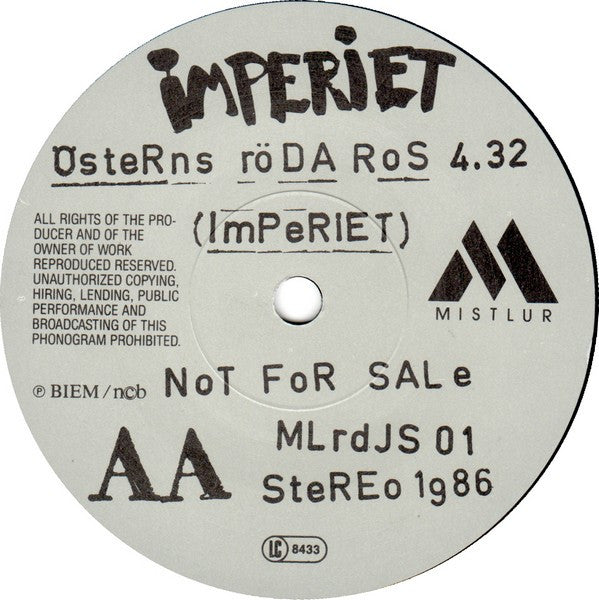 imPERIET
ÖsteRns röDA RoS 4.32
(ImPeRIET)
ALL RIGHTS OF THE PRO-
DUCER AND OF THE
OWNER OF WORK
REPRODUCED RESERVED.
UNAUTHORIZED COPYING,
HIRING, LENDING, PUBLIC
PERFORMANCE AND
BROADCASTING OF THIS
PHONOGRAM PROHIBITED.
MISTLUR
℗ BIEM / ncb
NoT FoR SALe
AA
MLrdJS 01
SteREo 1986
LC 8433